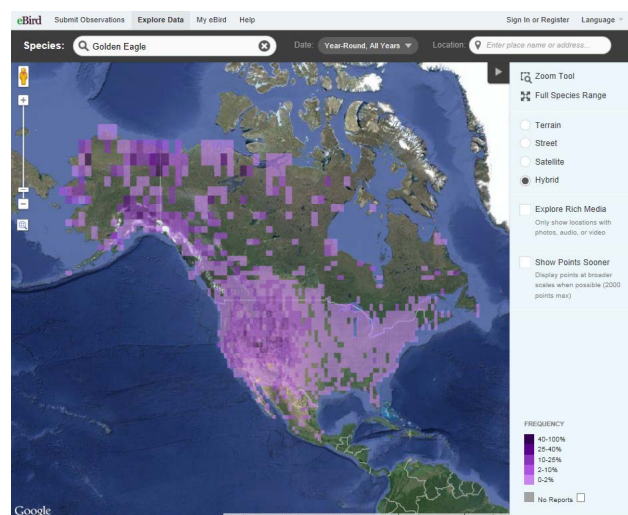 eBird Submit Observations Explore Data My eBird Help Sign In or Register Language
Species: Golden Eagle Date: Year-Round, All Years Location: Enter place name or address...
Zoom Tool
Full Species Range
Terrain
Street
Satellite
Hybrid
Explore Rich Media
Only show locations with
photos, audio, or video
Show Points Sooner
Display points at broader
scales when possible (2000
points max)
FREQUENCY
40-100%
25-40%
10-25%
2-10%
0-2%
No Reports
Google